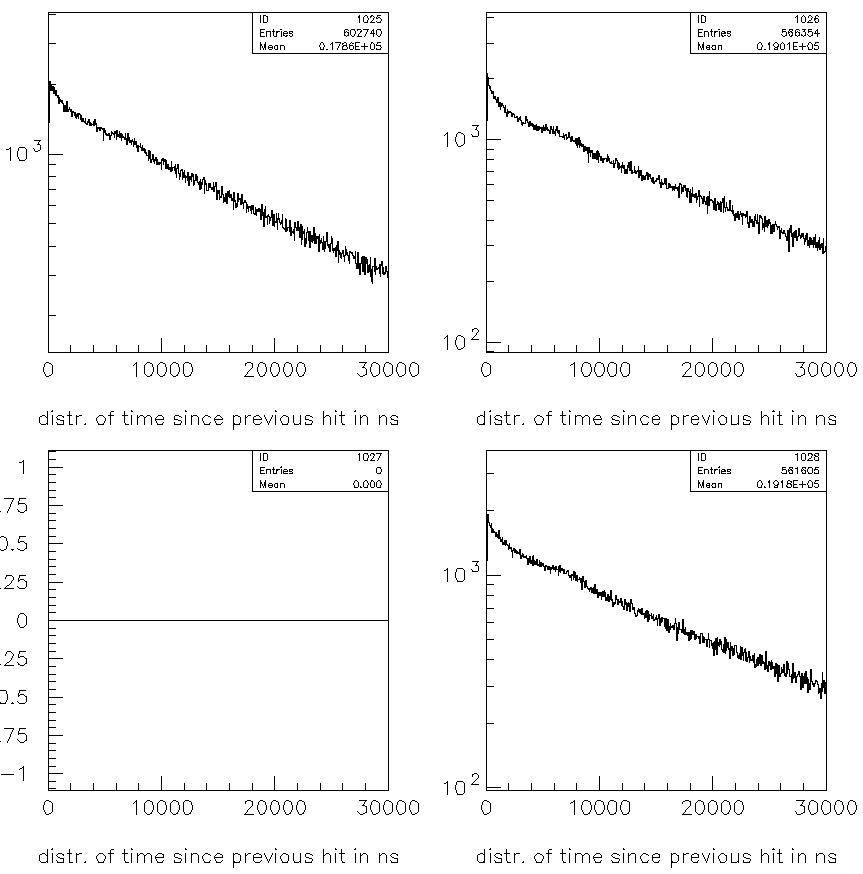 ID 1025
Entries 602740
Mean 0.1786E+05
10^3
0 10000 20000 30000
distr. of time since previous hit in ns
ID 1026
Entries 566354
Mean 0.1901E+05
10^3
10^2
0 10000 20000 30000
distr. of time since previous hit in ns
ID 1027
Entries 0
Mean 0.000
1
.75
0.5
.25
0
.25
0.5
.75
−1
0 10000 20000 30000
distr. of time since previous hit in ns
ID 1028
Entries 561605
Mean 0.1918E+05
10^3
10^2
0 10000 20000 30000
distr. of time since previous hit in ns